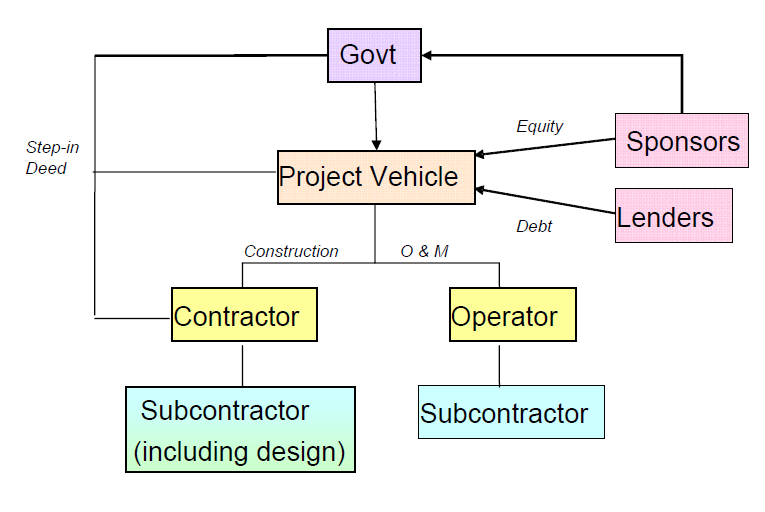 Govt
Equity
Sponsors
Step-in
Deed
Project Vehicle
Lenders
Debt
Construction
O & M
Contractor
Operator
Subcontractor
(including design)
Subcontractor